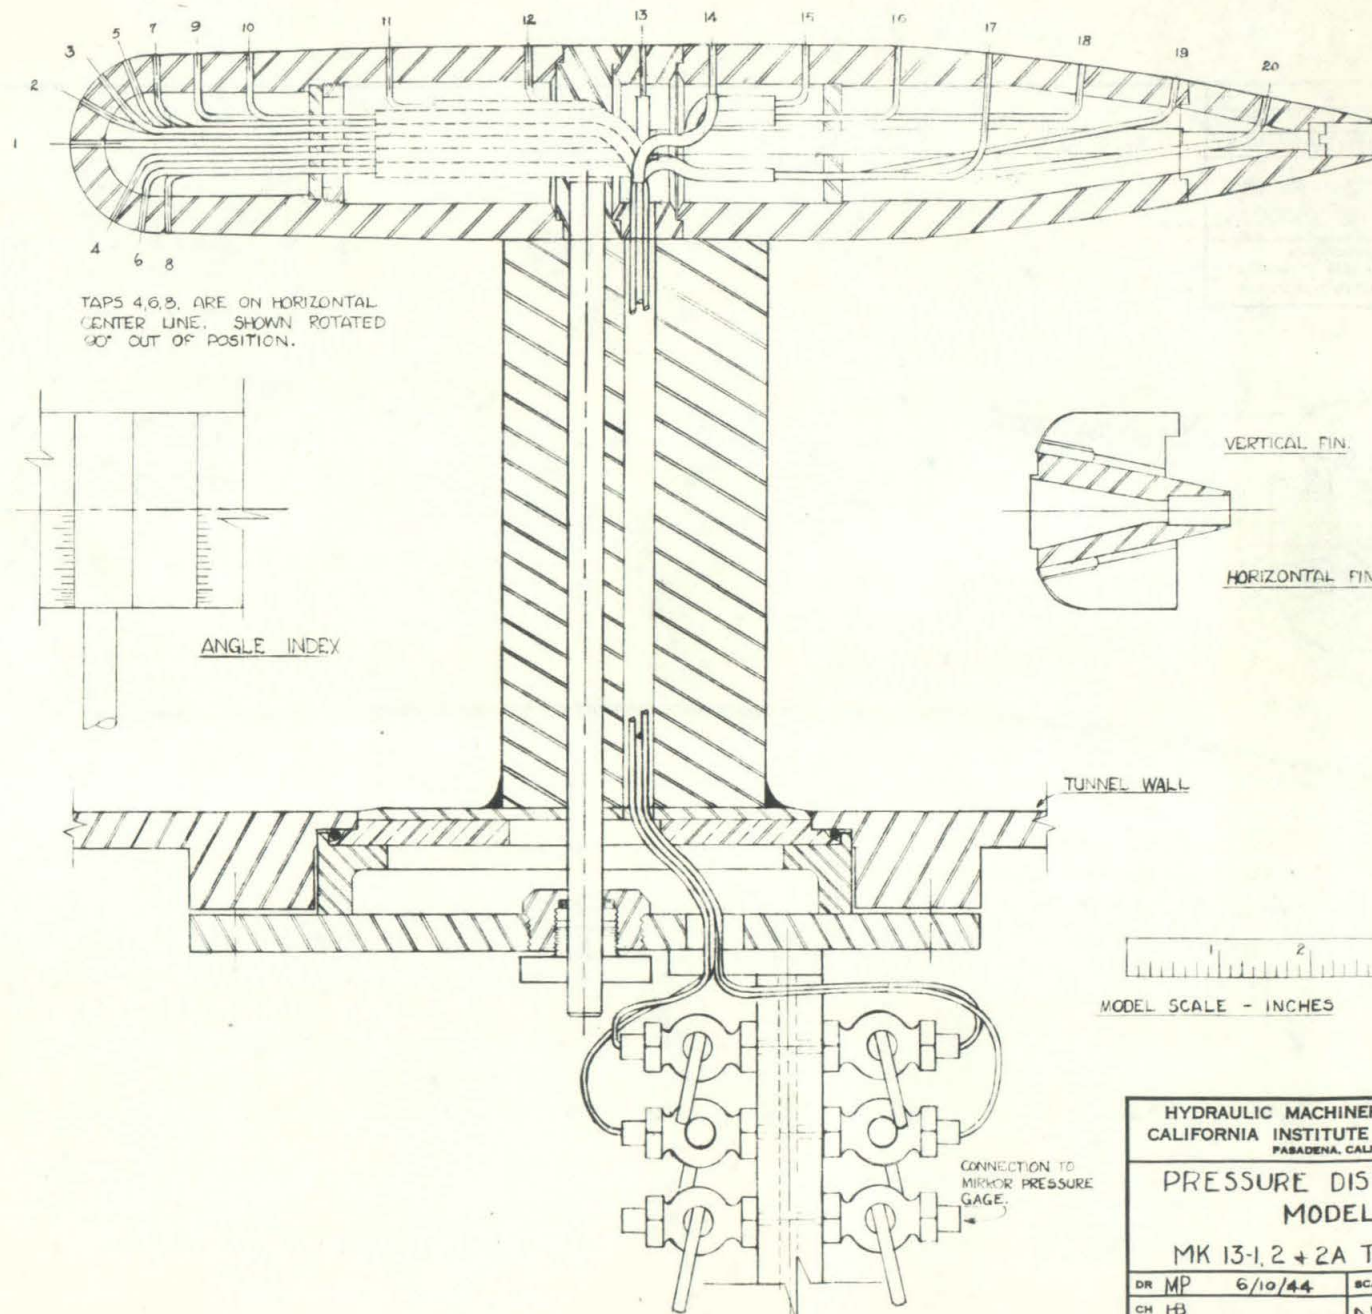 1
2
3
5
7
9
10
11
12
13
14
15
16
17
18
19
20
4
6
8
TAPS 4,6,8, ARE ON HORIZONTAL
CENTER LINE. SHOWN ROTATED
90° OUT OF POSITION.
ANGLE INDEX
VERTICAL FIN.
HORIZONTAL FIN
TUNNEL WALL
1 2
MODEL SCALE - INCHES
CONNECTION TO
MIRROR PRESSURE
GAGE.
HYDRAULIC MACHINE
CALIFORNIA INSTITUTE
PASADENA, CAL
PRESSURE DIS
MODEL
MK 13-1, 2 + 2A T
DR MP 6/10/44 SC
CH HB